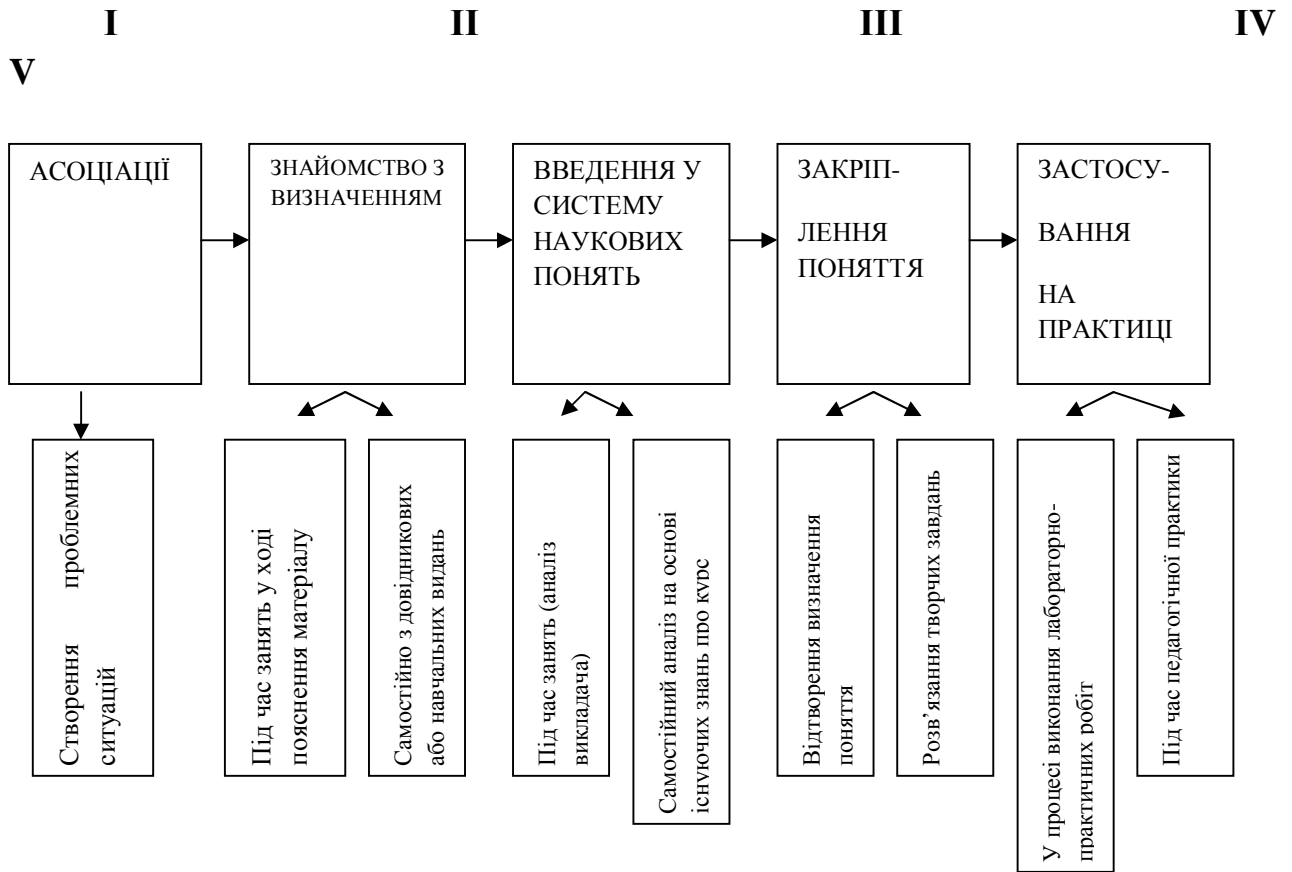 I II III IV
V
АСОЦІАЦІЇ
ЗНАЙОМСТВО З
ВИЗНАЧЕННЯМ
ВВЕДЕННЯ У
СИСТЕМУ
НАУКОВИХ
ПОНЯТЬ
ЗАКРІП-
ЛЕННЯ
ПОНЯТТЯ
ЗАСТОСУ-
ВАННЯ
НА
ПРАКТИЦІ
Створення проблемних
ситуацій
Під час занять у ході
пояснення матеріалу
Самостійно з довідникових
або навчальних видань
Під час занять (аналіз
викладача)
Самостійний аналіз на основі
існуючих знань про курс
Відтворення визначення
поняття
Розв’язання творчих завдань
У процесі виконання лабораторно-
практичних робіт
Під час педагогічної практики